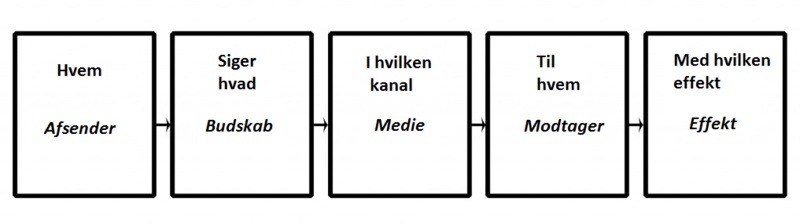 Hvem
Afsender
Siger
hvad
Budskab
I hvilken
kanal
Medie
Til
hvem
Modtager
Med hvilken
effekt
Effekt